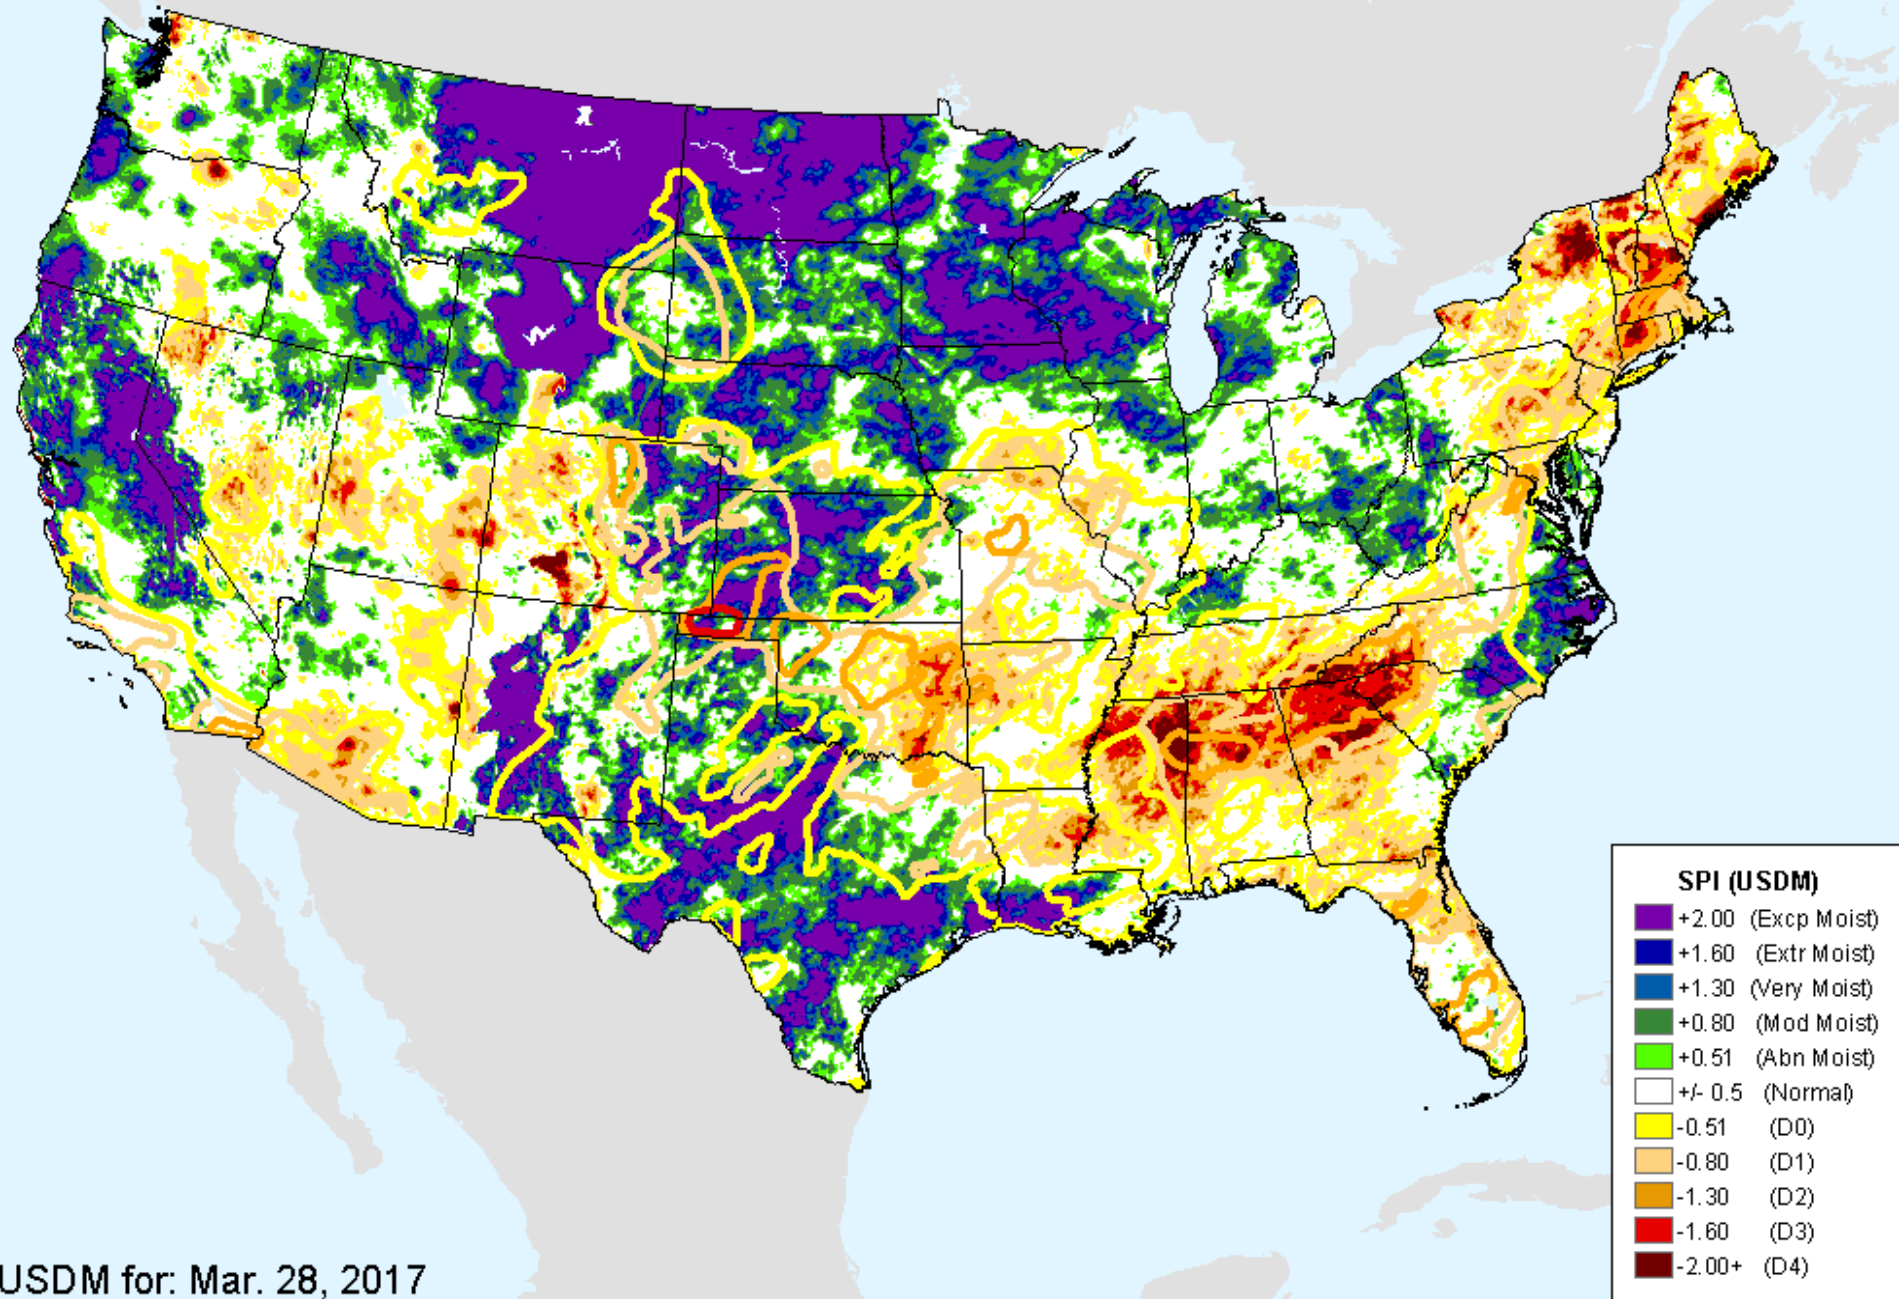 SPI (USDM)
+2.00 (Excp Moist)
+1.60 (Extr Moist)
+1.30 (Very Moist)
+0.80 (Mod Moist)
+0.51 (Abn Moist)
+/- 0.5 (Normal)
-0.51 (D0)
-0.80 (D1)
-1.30 (D2)
-1.60 (D3)
-2.00+ (D4)
USDM for: Mar. 28, 2017